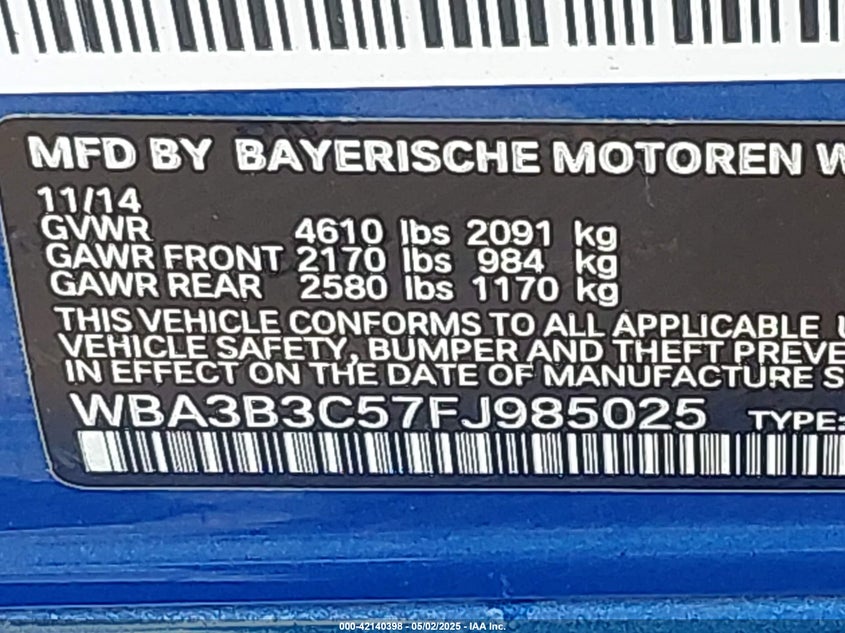 MFD BY BAYERISCHE MOTOREN W
11/14
GVWR 4610 lbs 2091 kg
GAWR FRONT 2170 lbs 984 kg
GAWR REAR 2580 lbs 1170 kg
THIS VEHICLE CONFORMS TO ALL APPLICABLE U
VEHICLE SAFETY, BUMPER AND THEFT PREVE
IN EFFECT ON THE DATE OF MANUFACTURE S
WBA3B3C57FJ985025 TYPE:
000-42140398 - 05/02/2025 - IAA Inc.